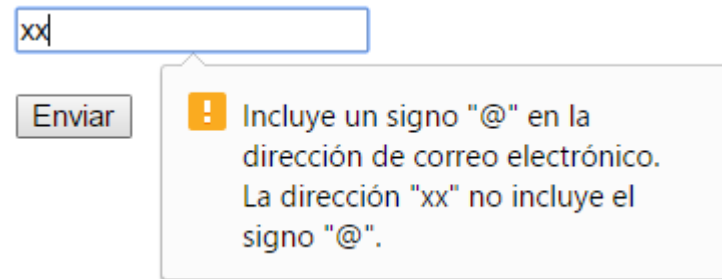 xx
Enviar
Incluye un signo "@" en la
dirección de correo electrónico.
La dirección "xx" no incluye el
signo "@".